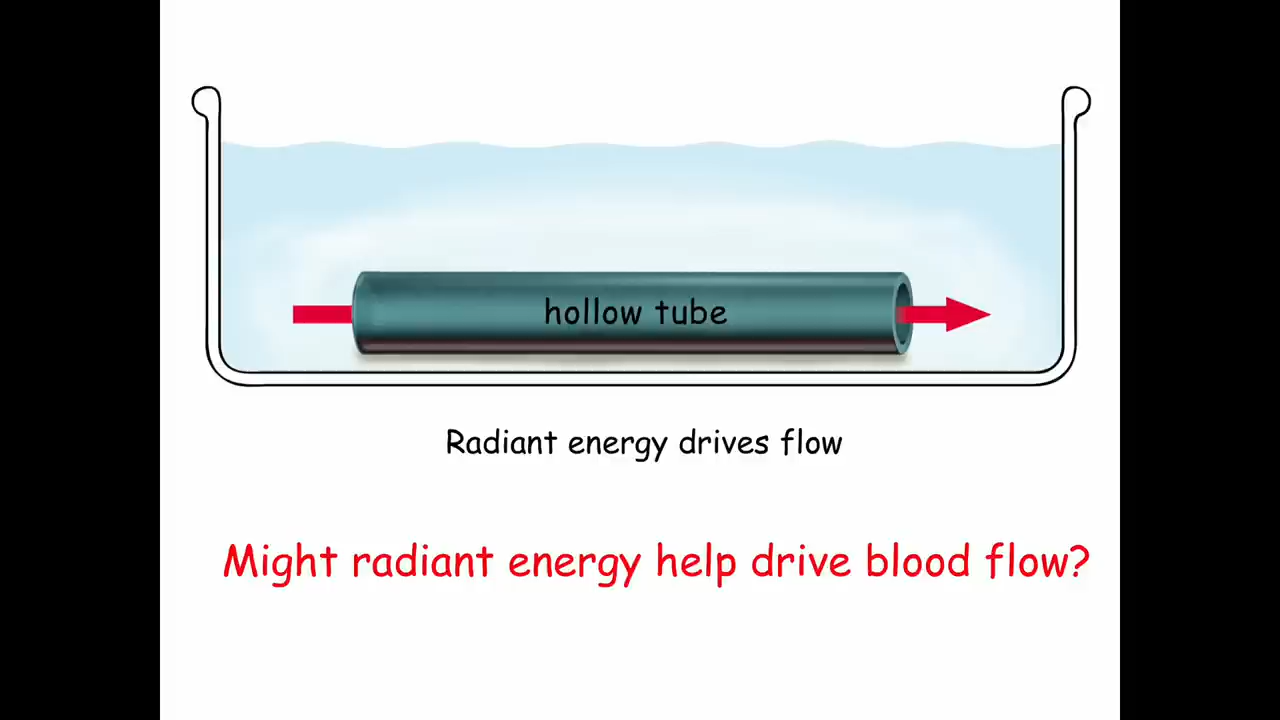 hollow tube
Radiant energy drives flow
Might radiant energy help drive blood flow?